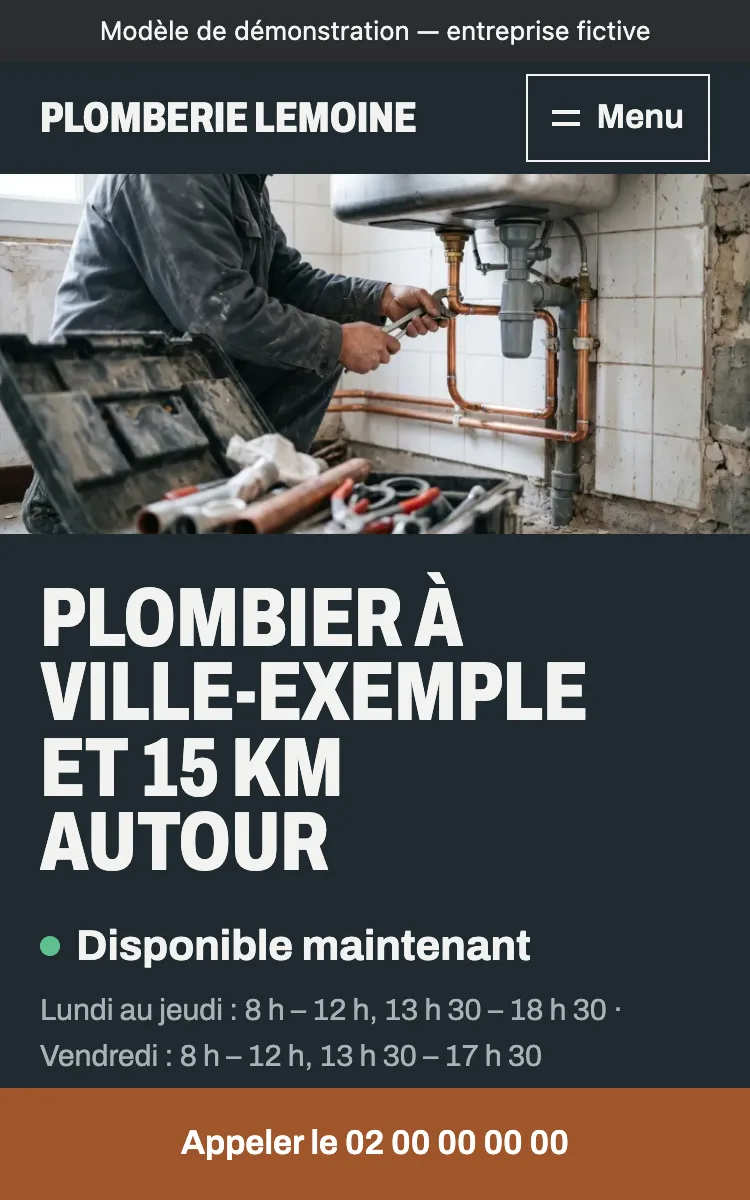 Modèle de démonstration — entreprise fictive
PLOMBERIE LEMOINE
Menu
PLOMBIER À
VILLE-EXEMPLE
ET 15 KM
AUTOUR
Disponible maintenant
Lundi au jeudi : 8 h – 12 h, 13 h 30 – 18 h 30 ·
Vendredi : 8 h – 12 h, 13 h 30 – 17 h 30
Appeler le 02 00 00 00 00